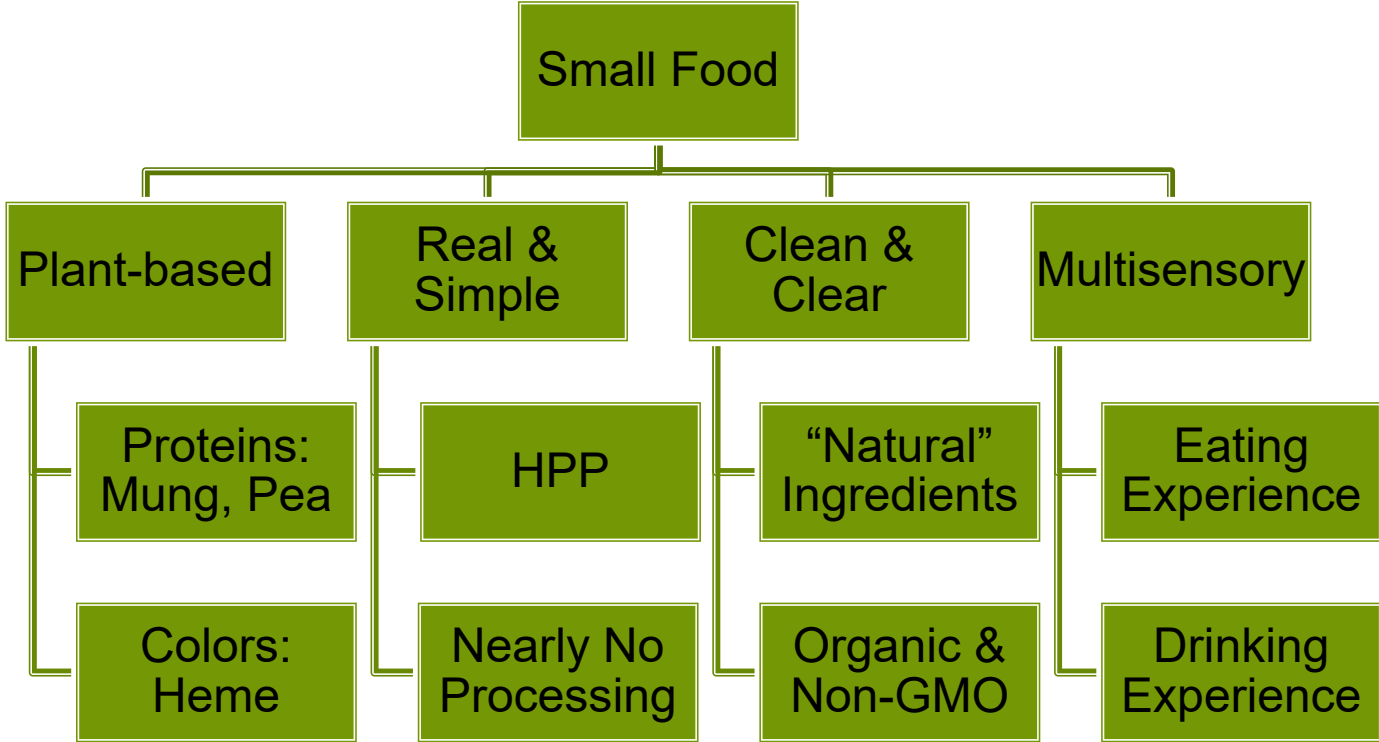 Small Food
Plant-based
Real &
Simple
Clean &
Clear
Multisensory
Proteins:
Mung, Pea
HPP
“Natural”
Ingredients
Eating
Experience
Colors:
Heme
Nearly No
Processing
Organic &
Non-GMO
Drinking
Experience